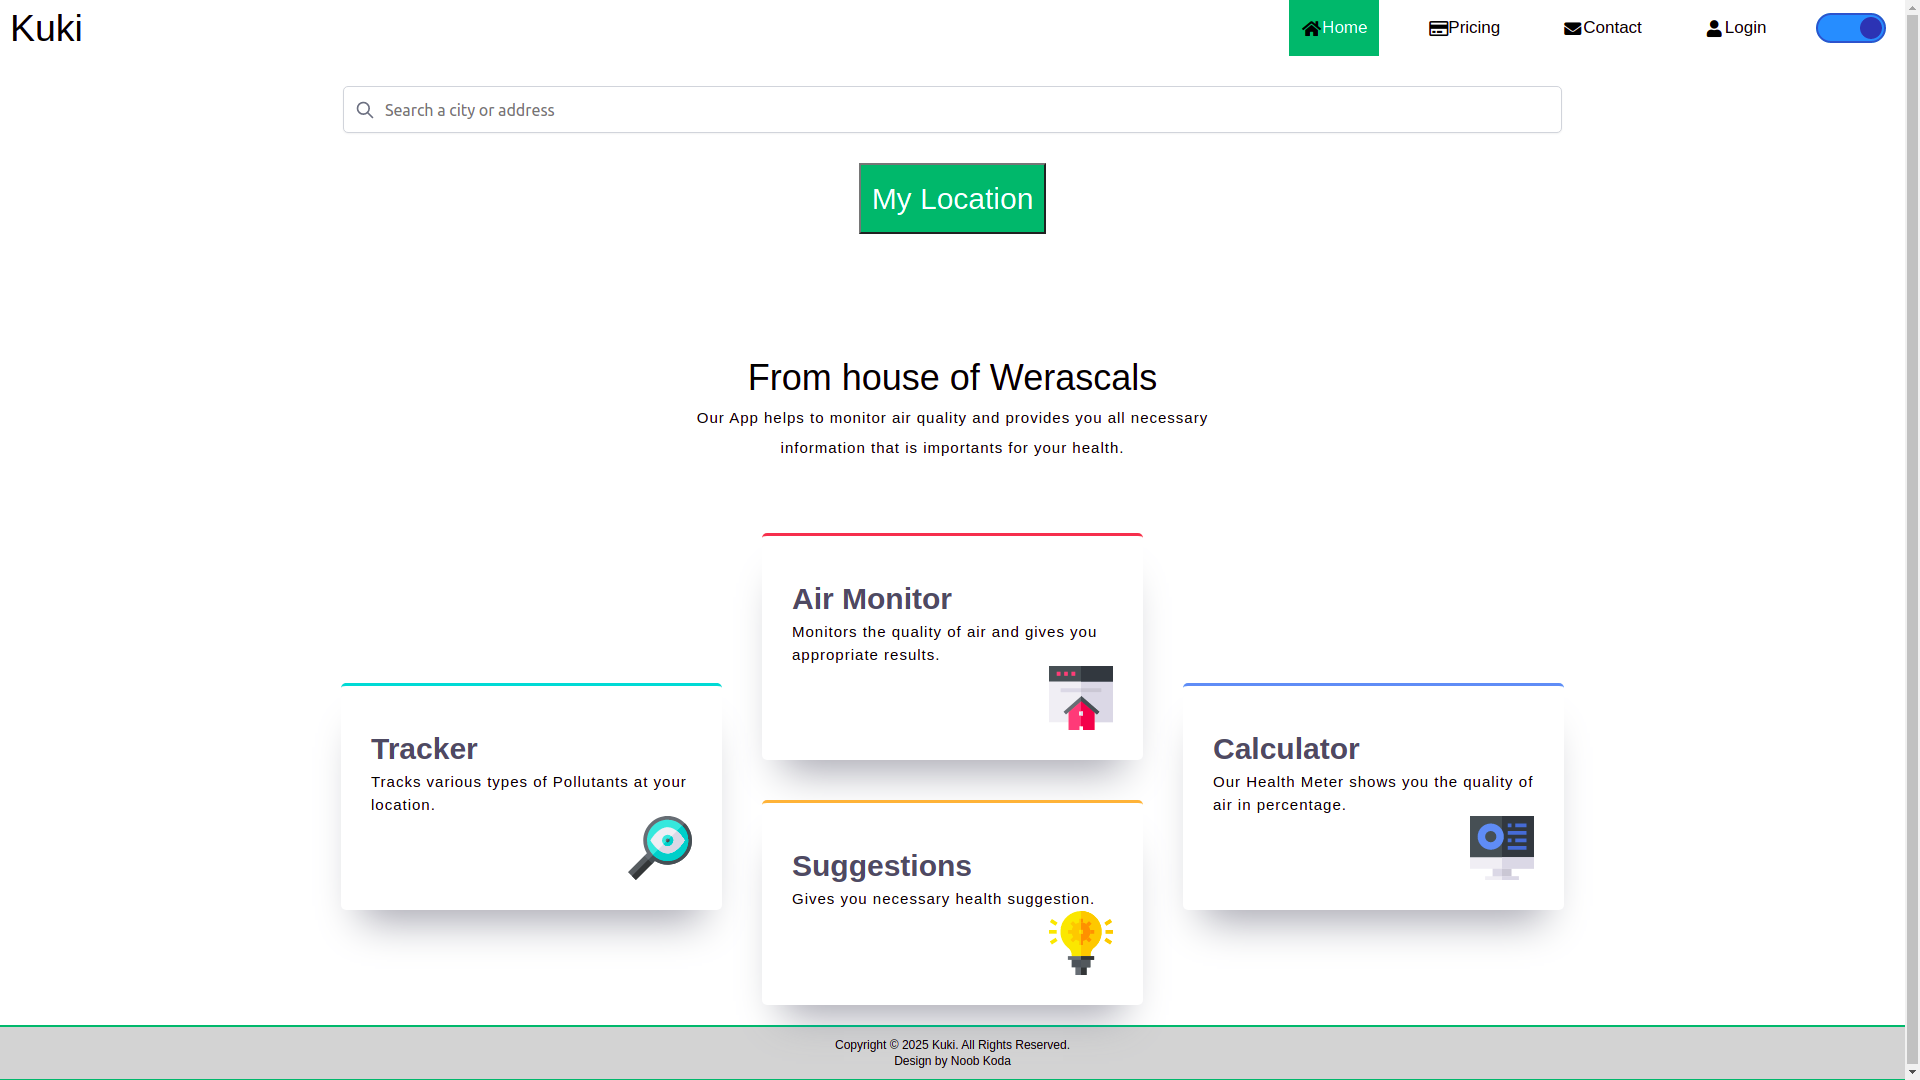 Kuki
Home
Pricing
Contact
Login
Search a city or address
My Location
From house of Werascals
Our App helps to monitor air quality and provides you all necessary
information that is importants for your health.
Air Monitor
Monitors the quality of air and gives you
appropriate results.
Tracker
Tracks various types of Pollutants at your
location.
Calculator
Our Health Meter shows you the quality of
air in percentage.
Suggestions
Gives you necessary health suggestion.
Copyright © 2025 Kuki. All Rights Reserved.
Design by Noob Koda